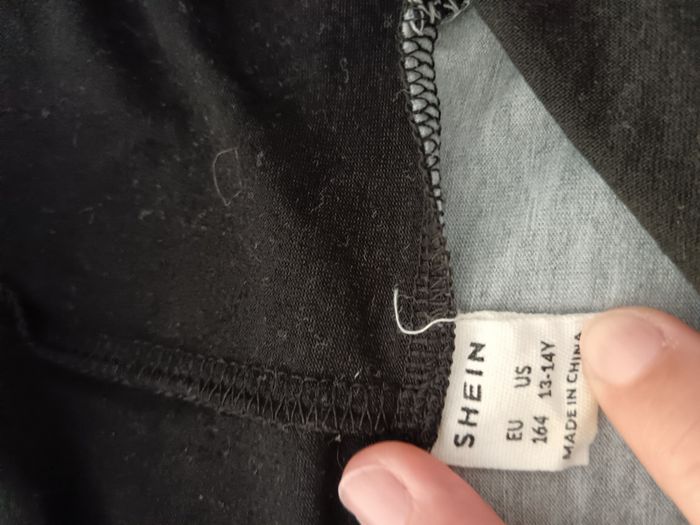 SHEIN
EU US
164 13-14Y
MADE IN CHINA